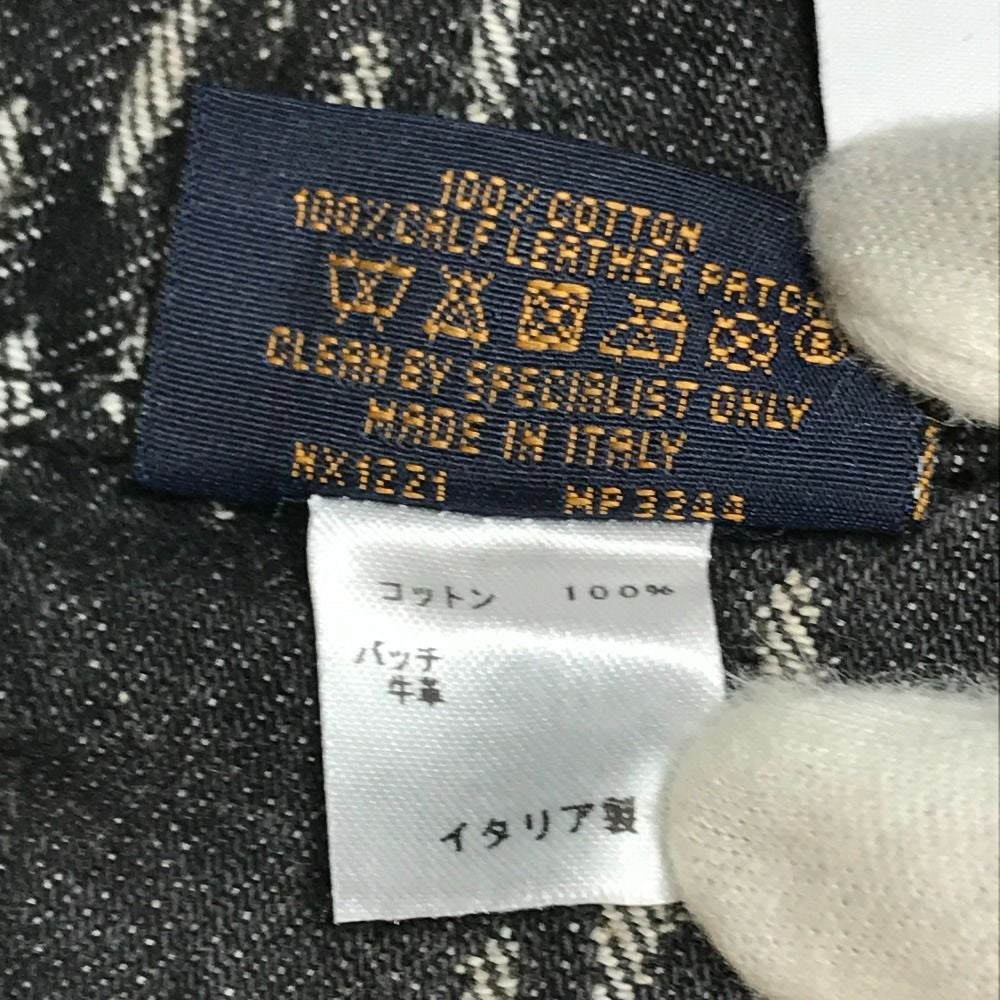 100% COTTON
100% CALF LEATHER PATCH
CLEAN BY SPECIALIST ONLY
MADE IN ITALY
NX1221 MP3244
コットン 100%
パッチ
牛革
イタリア製